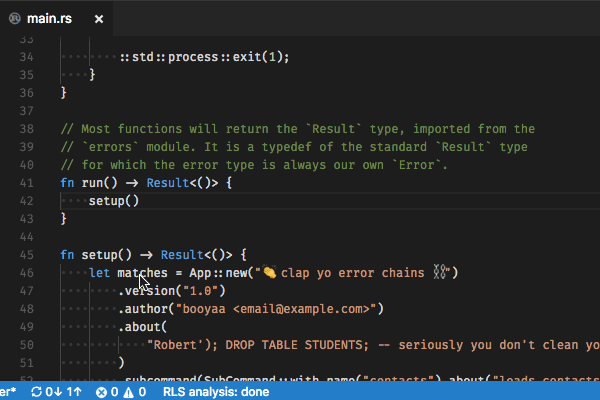 main.rs ×
33
34 ::std::process::exit(1);
35 }
36 }
37
38 // Most functions will return the `Result` type, imported from the
39 // `errors` module. It is a typedef of the standard `Result` type
40 // for which the error type is always our own `Error`.
41 fn run() -> Result<()> {
42 setup()
43 }
44
45 fn setup() -> Result<()> {
46 let matches = App::new("👏 clap yo error chains ⛓⛓")
47 .version("1.0")
48 .author("booyaa <email@example.com>")
49 .about(
50 "Robert'); DROP TABLE STUDENTS; -- seriously you don't clean yo
51 )
52 .subcommand(SubCommand::with_name("contacts").about("leads contacts
er* 0↓ 1↑ 0 0 RLS analysis: done